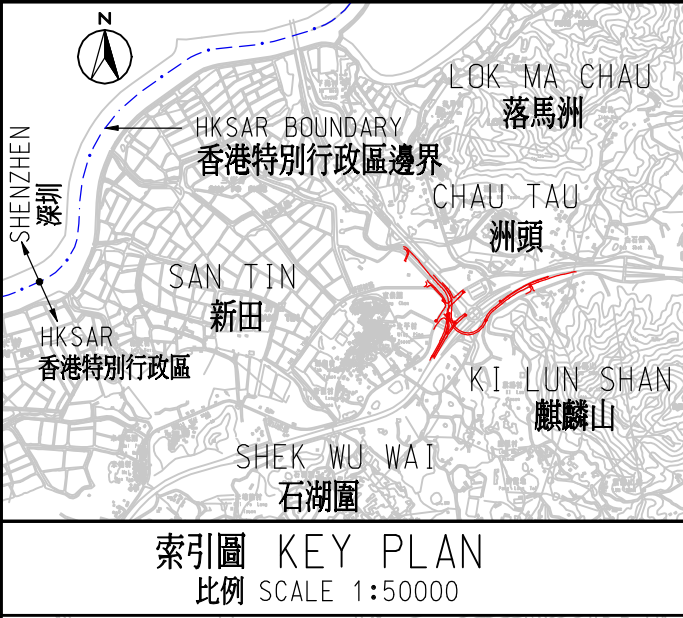 N
LOK MA CHAU
落馬洲
HKSAR BOUNDARY
香港特別行政區邊界
SHENZHEN
深圳
CHAU TAU
洲頭
SAN TIN
新田
HKSAR
香港特別行政區
KI LUN SHAN
麒麟山
SHEK WU WAI
石湖圍
索引圖 KEY PLAN
比例 SCALE 1:50000